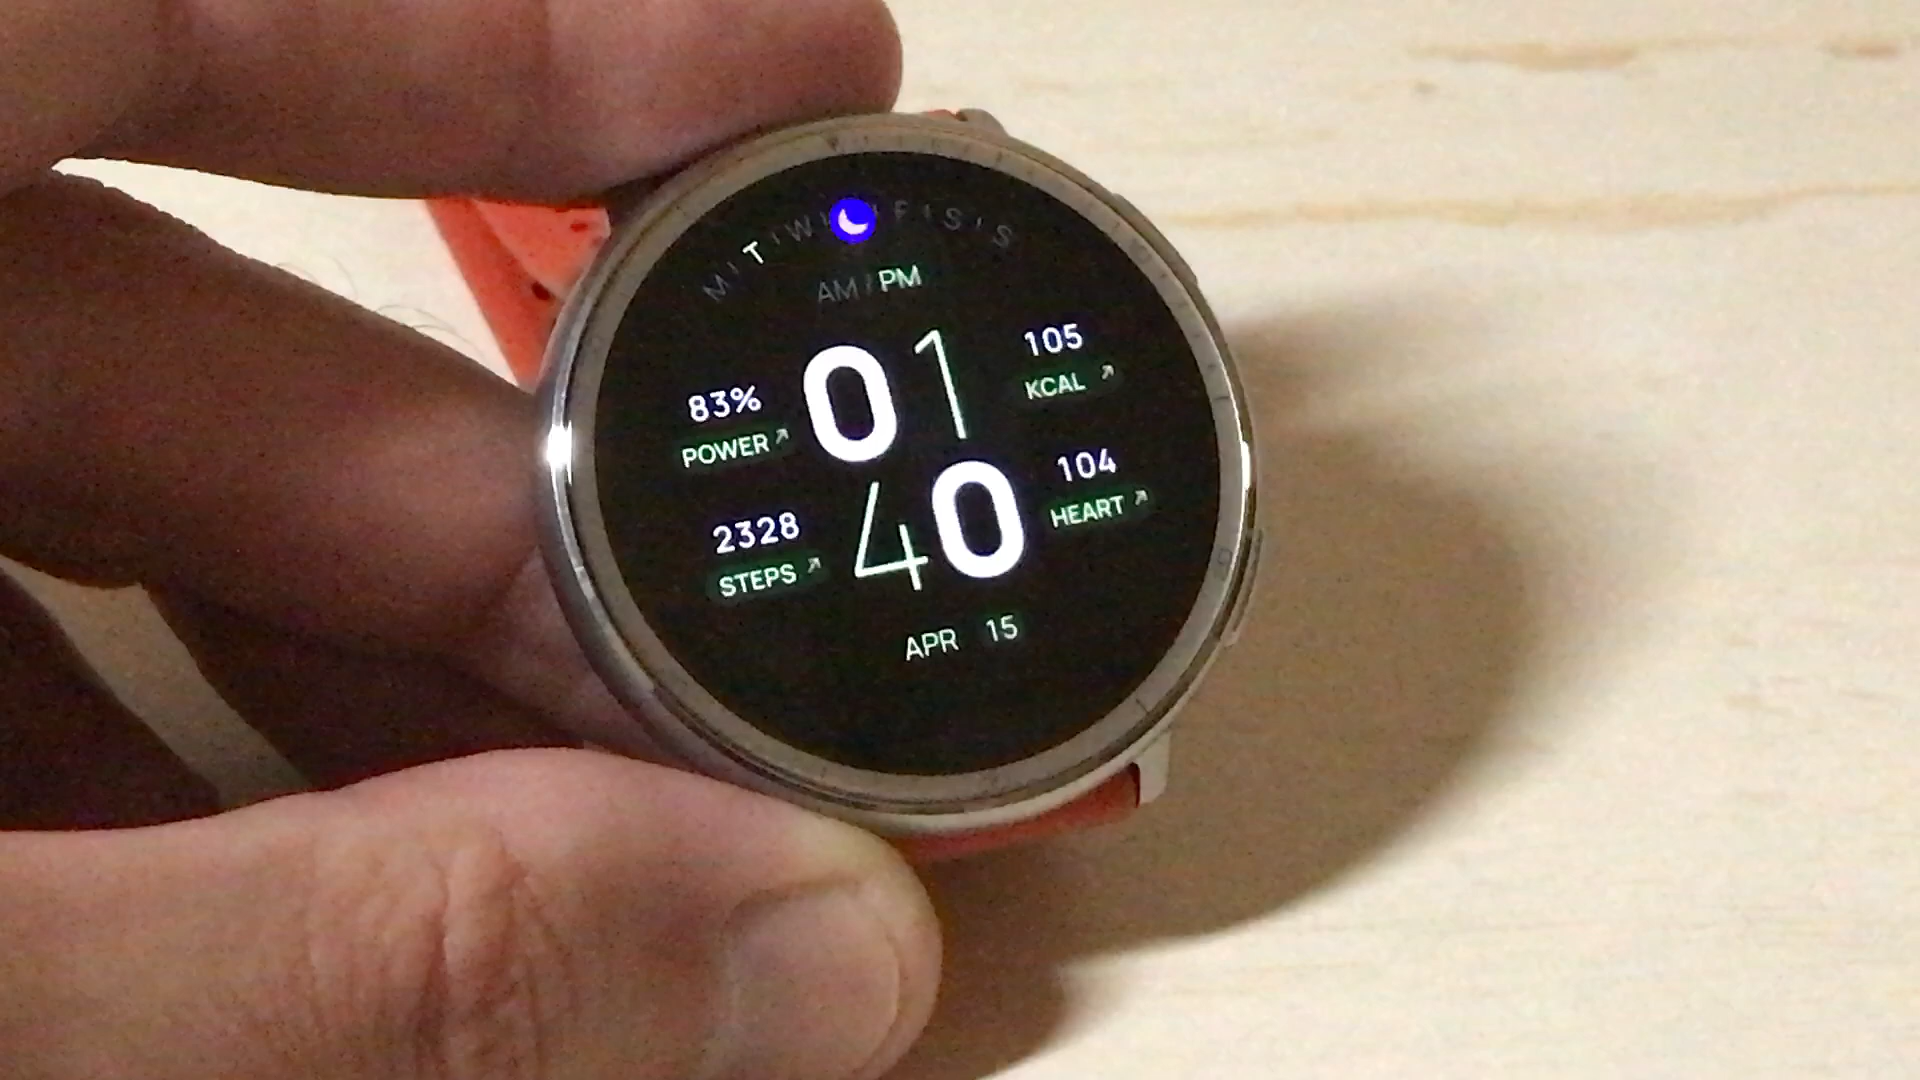 M T W F S S
AM PM
01
40
83%
POWER
2328
STEPS
105
KCAL
104
HEART
APR 15